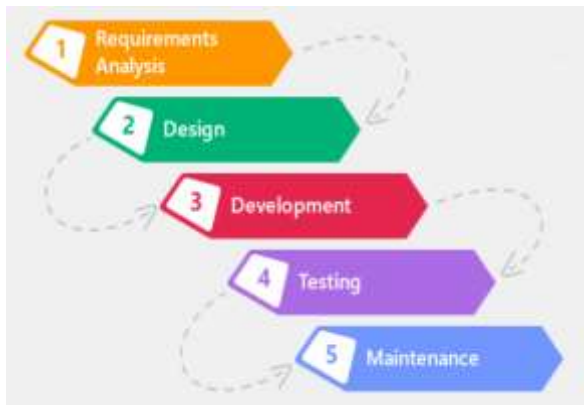 1
Requirements
Analysis
2
Design
3
Development
4
Testing
5
Maintenance